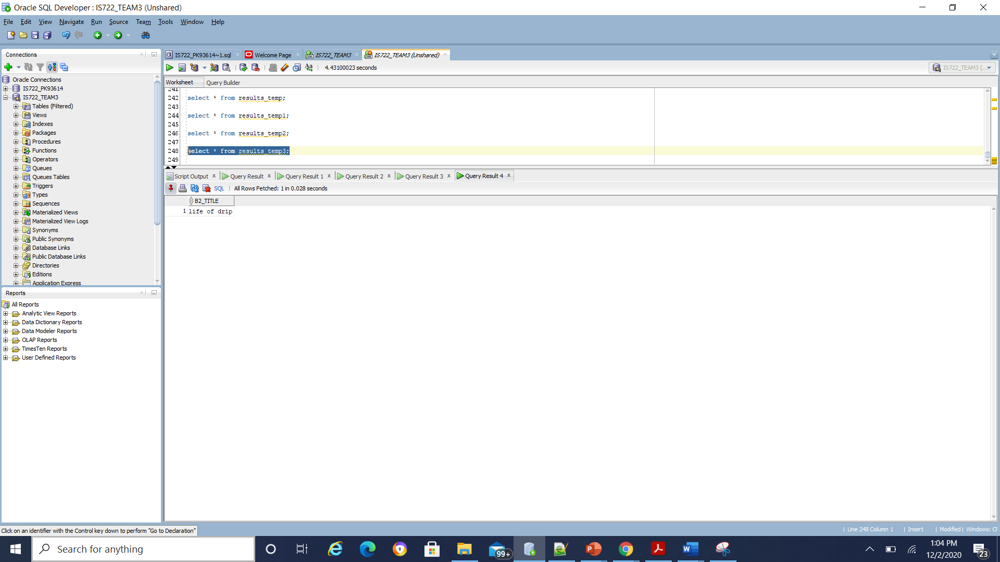 Oracle SQL Developer : IS722_TEAM3 (Unshared)
File Edit View Navigate Run Source Team Tools Window Help
Connections
Oracle Connections
IS722_PK93614
IS722_TEAM3
Tables (Filtered)
Views
Indexes
Packages
Procedures
Functions
Operators
Queues
Queues Tables
Triggers
Types
Sequences
Materialized Views
Materialized View Logs
Synonyms
Public Synonyms
Database Links
Public Database Links
Directories
Editions
Application Express
Reports
All Reports
Analytic View Reports
Data Dictionary Reports
Data Modeler Reports
OLAP Reports
TimesTen Reports
User Defined Reports
IS722_PK93614~1.sql Welcome Page IS722_TEAM3 IS722_TEAM3 (Unshared)
4.43100023 seconds
IS722_TEAM3 (...
Worksheet Query Builder
241
242 select * from results_temp;
243
244 select * from results_temp1;
245
246 select * from results_temp2;
247
248 select * from results_temp3;
249
Script Output Query Result Query Result 1 Query Result 2 Query Result 3 Query Result 4
SQL All Rows Fetched: 1 in 0.028 seconds
B2_TITLE
1 life of drip
Click on an identifier with the Control key down to perform "Go to Declaration"
Line 248 Column 1 Insert Modified Windows: CF
Search for anything
99+
1:04 PM
12/2/2020
23